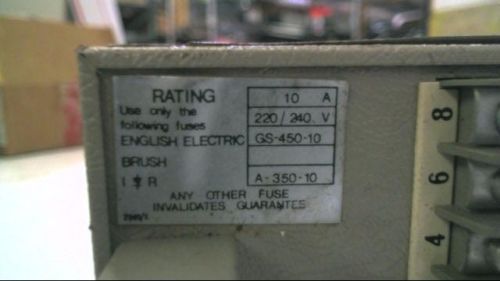 RATING 10 A
Use only the 220/240. V
following fuses
ENGLISH ELECTRIC GS-450-10
BRUSH
I R A-350-10
ANY OTHER FUSE
INVALIDATES GUARANTEE
8
6
4